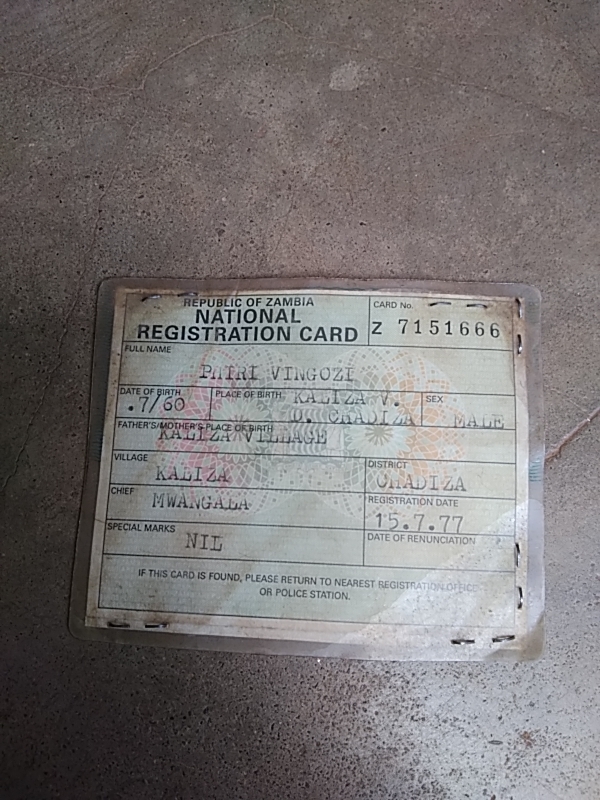 REPUBLIC OF ZAMBIA
NATIONAL
REGISTRATION CARD
CARD No.
Z 7151666
FULL NAME
PHIRI VINGOZI
DATE OF BIRTH
.7/60
PLACE OF BIRTH
KALIZA V.
D. CHADIZA
SEX
MALE
FATHER'S/MOTHER'S PLACE OF BIRTH
KALIZA VILLAGE
VILLAGE
KALIZA
DISTRICT
CHADIZA
CHIEF
MWANGALA
REGISTRATION DATE
15.7.77
SPECIAL MARKS
NIL
DATE OF RENUNCIATION
IF THIS CARD IS FOUND, PLEASE RETURN TO NEAREST REGISTRATION OFFICE
OR POLICE STATION.